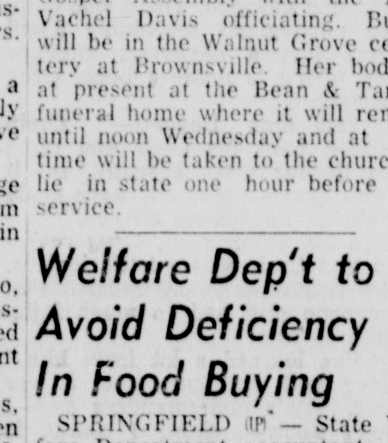 Vachel Davis officiating. Bu
will be in the Walnut Grove ce
tery at Brownsville. Her bod
at present at the Bean & Ta
funeral home where it will rer
until noon Wednesday and at
time will be taken to the churc
lie in state one hour before
service.
Welfare Dep't to
Avoid Deficiency
In Food Buying
SPRINGFIELD (IP) — State